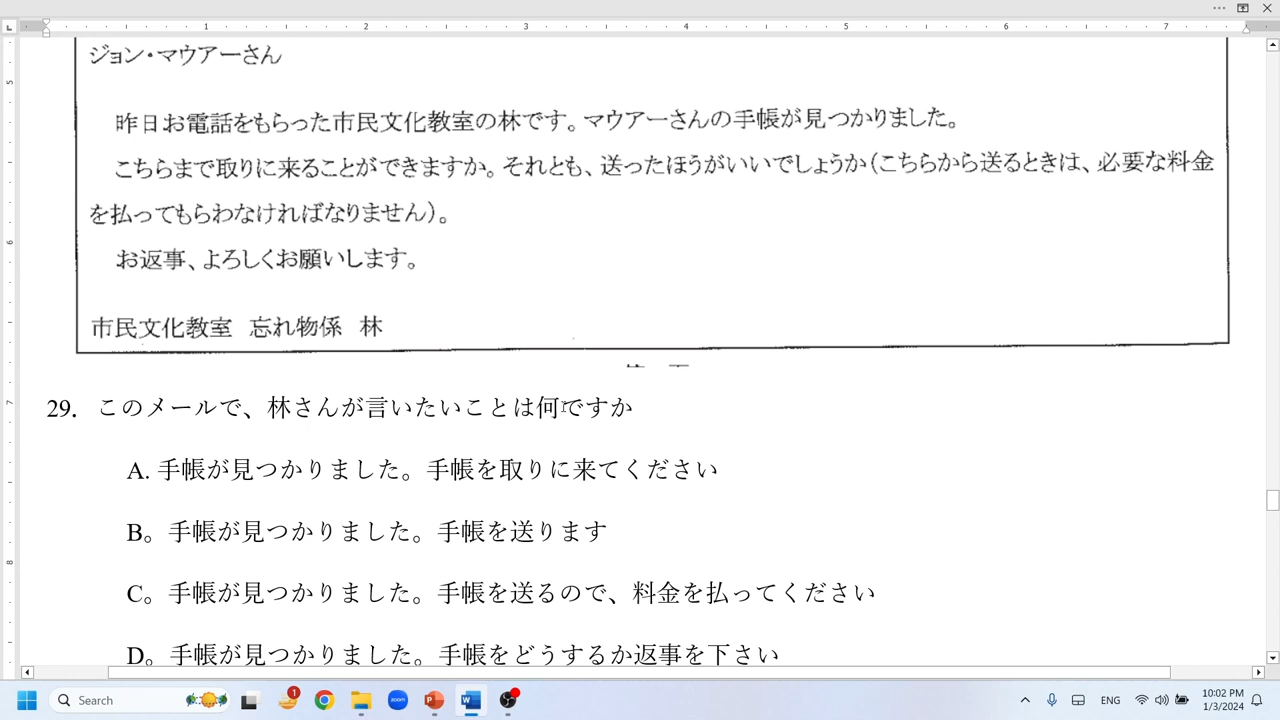 1 2 3 4 5 6 7
5
6
7
8
ジョン・マウアーさん
昨日お電話をもらった市民文化教室の林です。マウアーさんの手帳が見つかりました。
こちらまで取りに来ることができますか。それとも、送ったほうがいいでしょうか(こちらから送るときは、必要な料金
を払ってもらわなければなりません)。
お返事、よろしくお願いします。
市民文化教室 忘れ物係 林
29. このメールで、林さんが言いたいことは何ですか
A. 手帳が見つかりました。手帳を取りに来てください
B。手帳が見つかりました。手帳を送ります
C。手帳が見つかりました。手帳を送るので、料金を払ってください
D。手帳が見つかりました。手帳をどうするか返事を下さい
Search
1
zoom
ENG
10:02 PM
1/3/2024